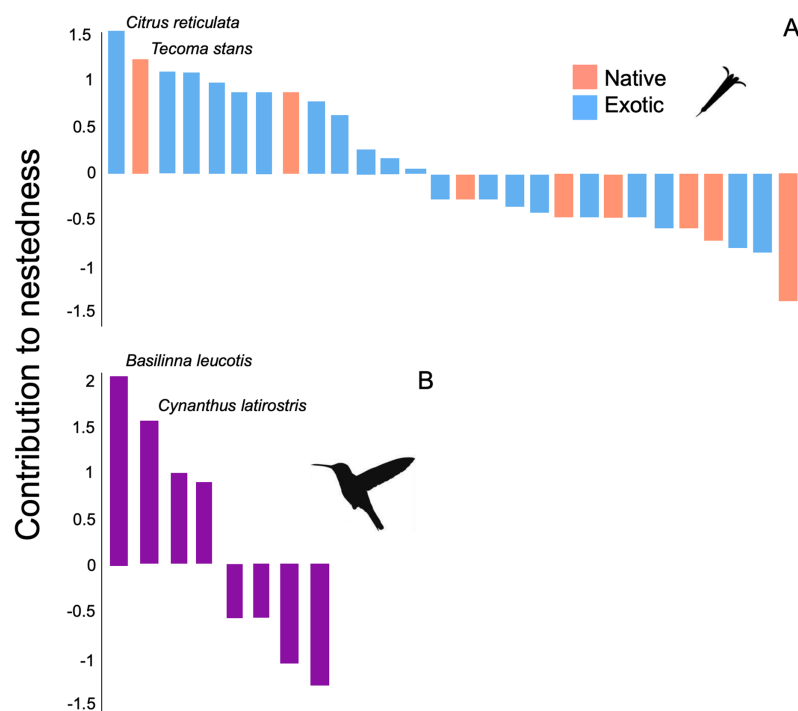 Citrus reticulata
A
Tecoma stans
1.5
1
0.5
0
-0.5
-1
-1.5
Native
Exotic
Contribution to nestedness
Basilinna leucotis
B
Cynanthus latirostris
2
1.5
1
0.5
0
-0.5
-1
-1.5